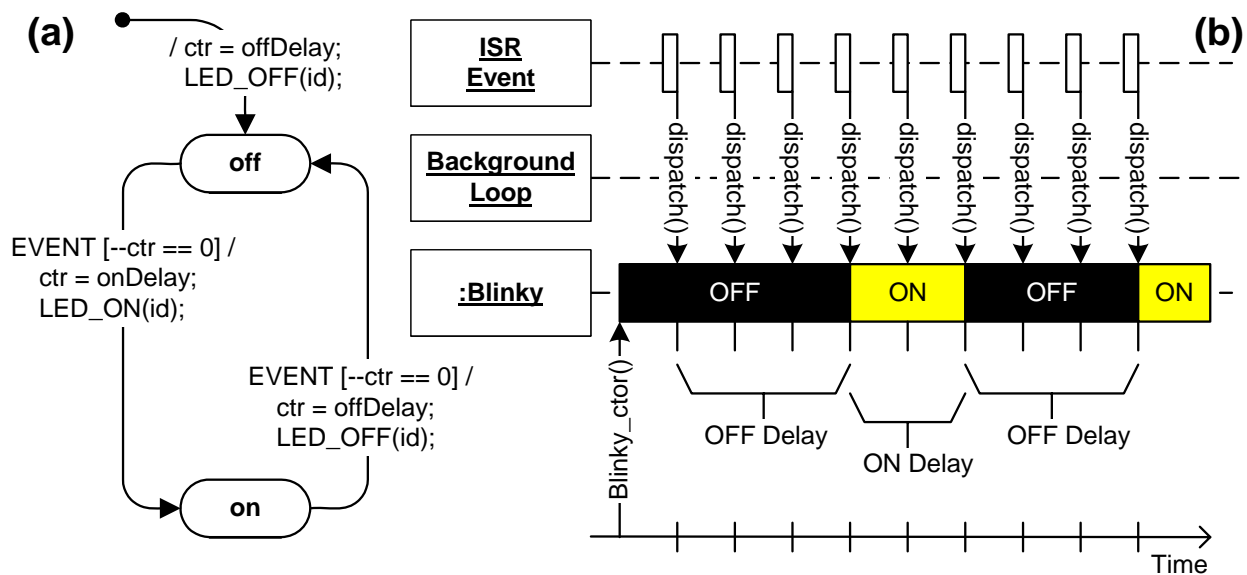 (a)
/ ctr = offDelay;
LED_OFF(id);
off
EVENT [--ctr == 0] /
ctr = onDelay;
LED_ON(id);
EVENT [--ctr == 0] /
ctr = offDelay;
LED_OFF(id);
on
(b)
ISR
Event
Background
Loop
:Blinky
dispatch()
dispatch()
dispatch()
dispatch()
dispatch()
dispatch()
dispatch()
dispatch()
dispatch()
OFF
ON
OFF
ON
Blinky_ctor()
OFF Delay
ON Delay
OFF Delay
Time